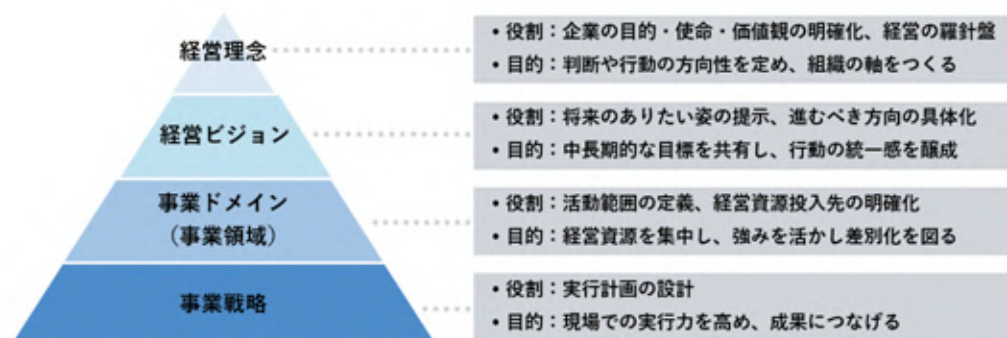 経営理念
・役割：企業の目的・使命・価値観の明確化、経営の羅針盤
・目的：判断や行動の方向性を定め、組織の軸をつくる
経営ビジョン
・役割：将来のありたい姿の提示、進むべき方向の具体化
・目的：中長期的な目標を共有し、行動の統一感を醸成
事業ドメイン
（事業領域）
・役割：活動範囲の定義、経営資源投入先の明確化
・目的：経営資源を集中し、強みを活かし差別化を図る
事業戦略
・役割：実行計画の設計
・目的：現場での実行力を高め、成果につなげる